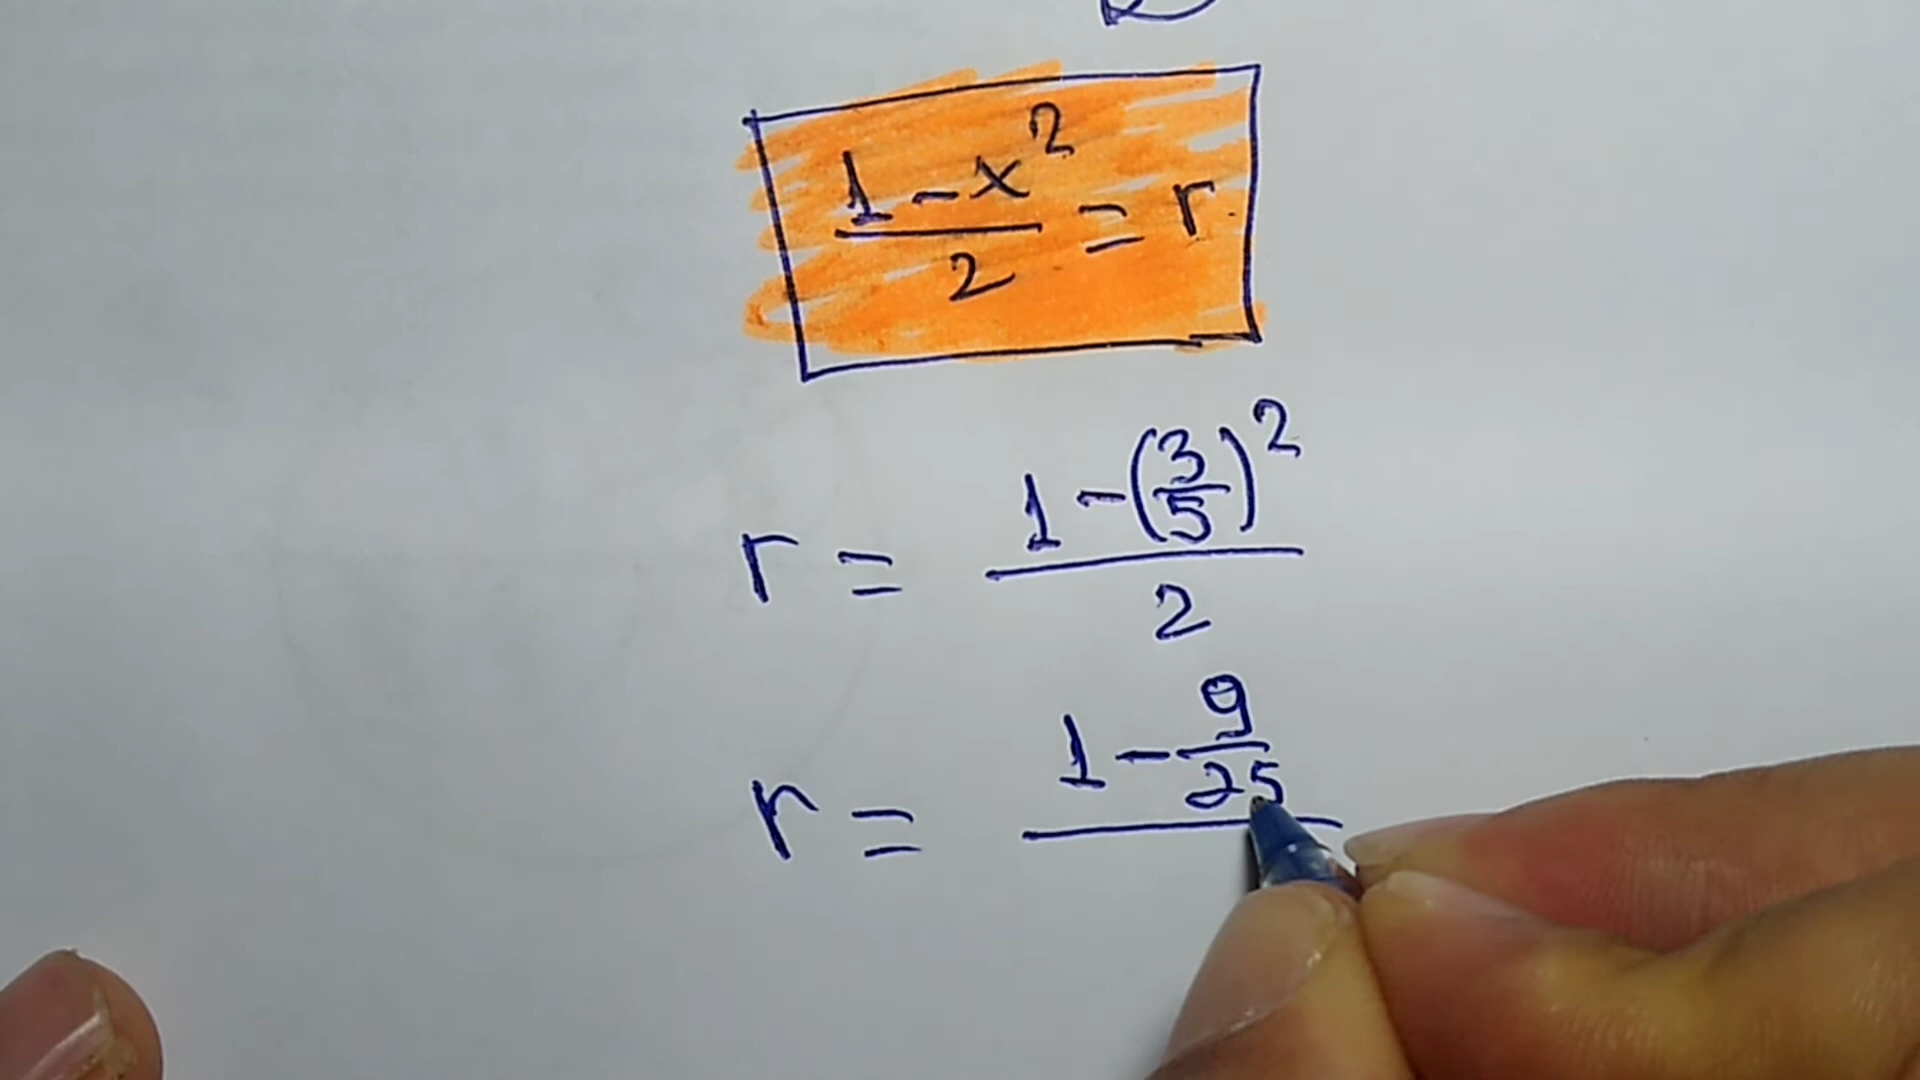 (1-x²)/2 = r
r = (1-(3/5)²)/2
r = (1-9/25)/